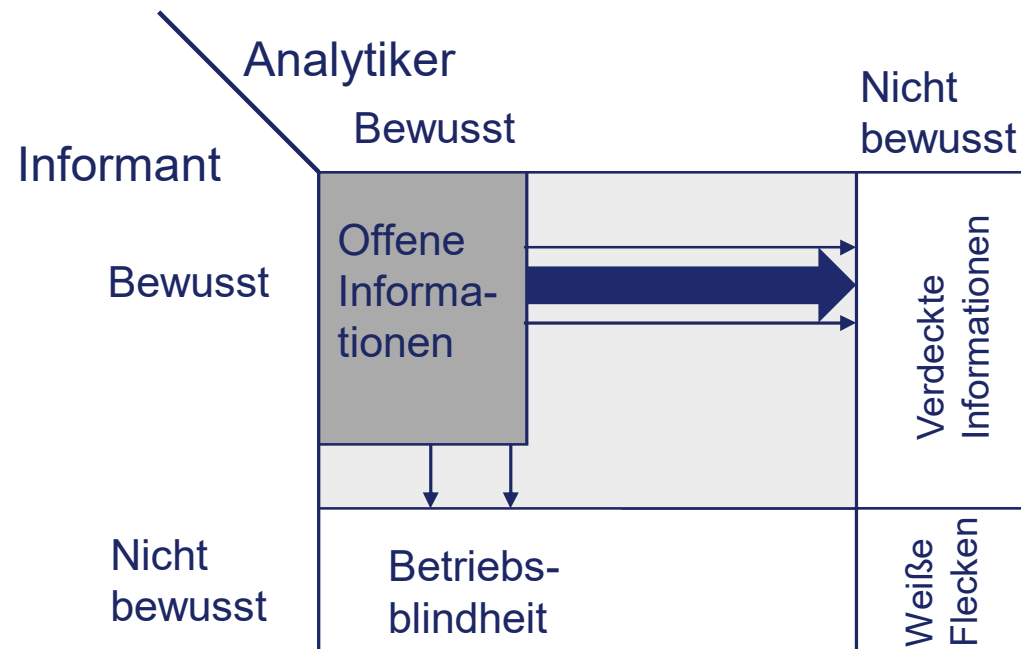 Analytiker
Bewusst
Nicht
bewusst
Informant
Bewusst
Offene
Informa-
tionen
Verdeckte
Informationen
Nicht
bewusst
Betriebs-
blindheit
Weiße
Flecken